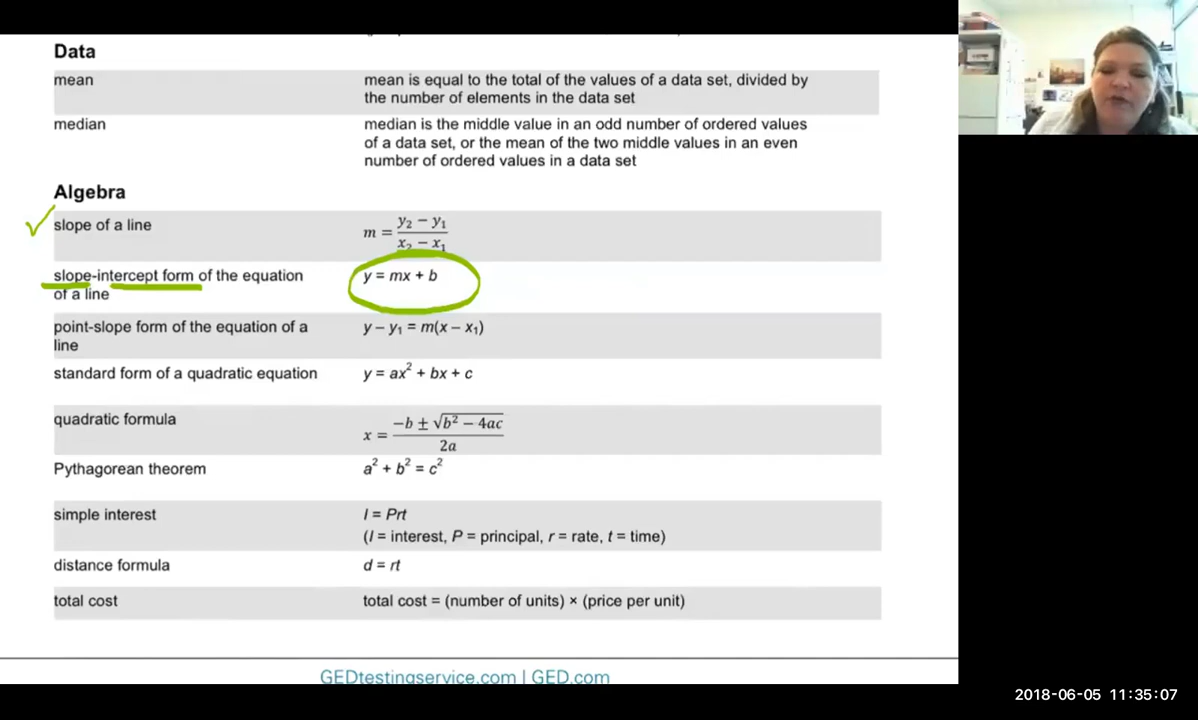 Data
mean mean is equal to the total of the values of a data set, divided by
the number of elements in the data set
median median is the middle value in an odd number of ordered values
of a data set, or the mean of the two middle values in an even
number of ordered values in a data set
Algebra
slope of a line m = (y₂ − y₁)/(x₂ − x₁)
slope-intercept form of the equation y = mx + b
of a line
point-slope form of the equation of a y − y₁ = m(x − x₁)
line
standard form of a quadratic equation y = ax² + bx + c
quadratic formula x = (−b ± √(b² − 4ac))/2a
Pythagorean theorem a² + b² = c²
simple interest I = Prt
(I = interest, P = principal, r = rate, t = time)
distance formula d = rt
total cost total cost = (number of units) × (price per unit)
GEDtestingservice.com | GED.com
2018-06-05 11:35:07